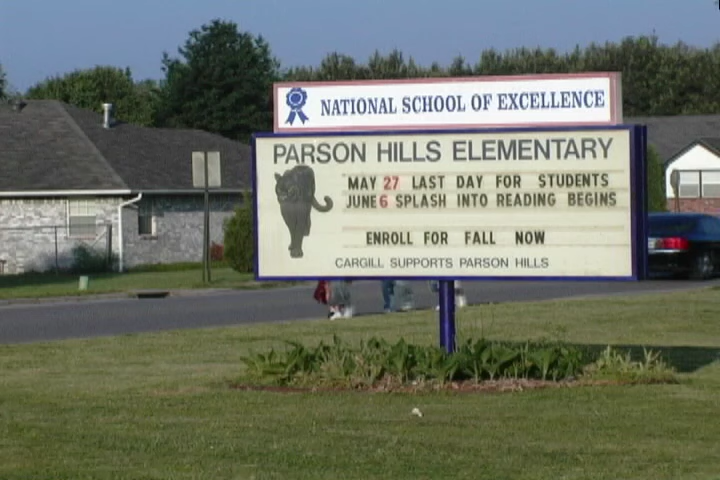 NATIONAL SCHOOL OF EXCELLENCE
PARSON HILLS ELEMENTARY
MAY 27 LAST DAY FOR STUDENTS
JUNE 6 SPLASH INTO READING BEGINS
ENROLL FOR FALL NOW
CARGILL SUPPORTS PARSON HILLS